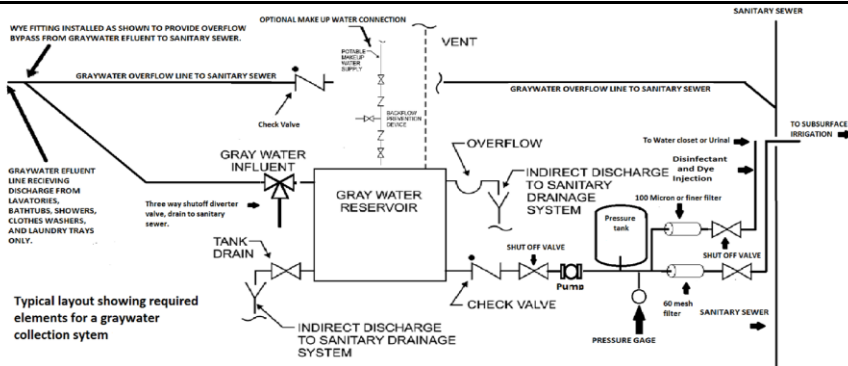 SANITARY SEWER
WYE FITTING INSTALLED AS SHOWN TO PROVIDE OVERFLOW
BYPASS FROM GRAYWATER EFLUENT TO SANITARY SEWER.
OPTIONAL MAKE UP WATER CONNECTION
VENT
POTABLE
MAKEUP
WATER
SUPPLY
GRAYWATER OVERFLOW LINE TO SANITARY SEWER
GRAYWATER OVERFLOW LINE TO SANITARY SEWER
Check Valve
BACKFLOW
PREVENTION
DEVICE
TO SUBSURFACE
IRRIGATION
To Water closet or Urinal
GRAY WATER
INFLUENT
OVERFLOW
Disinfectant
and Dye
Injection
GRAYWATER EFLUENT
LINE RECIEVING
DISCHARGE FROM
LAVATORIES,
BATHTUBS, SHOWERS,
CLOTHES WASHERS,
AND LAUNDRY TRAYS
ONLY.
GRAY WATER
RESERVOIR
INDIRECT DISCHARGE
TO SANITARY
DRAINAGE
SYSTEM
100 Micron or finer filter
Three way shutoff diverter
valve, drain to sanitary
sewer.
Pressure
tank
TANK
DRAIN
SHUT OFF VALVE
SHUT OFF VALVE
Pump
Typical layout showing required
elements for a graywater
collection sytem
CHECK VALVE
60 mesh
filter
SANITARY SEWER
INDIRECT DISCHARGE
TO SANITARY DRAINAGE
SYSTEM
PRESSURE GAGE